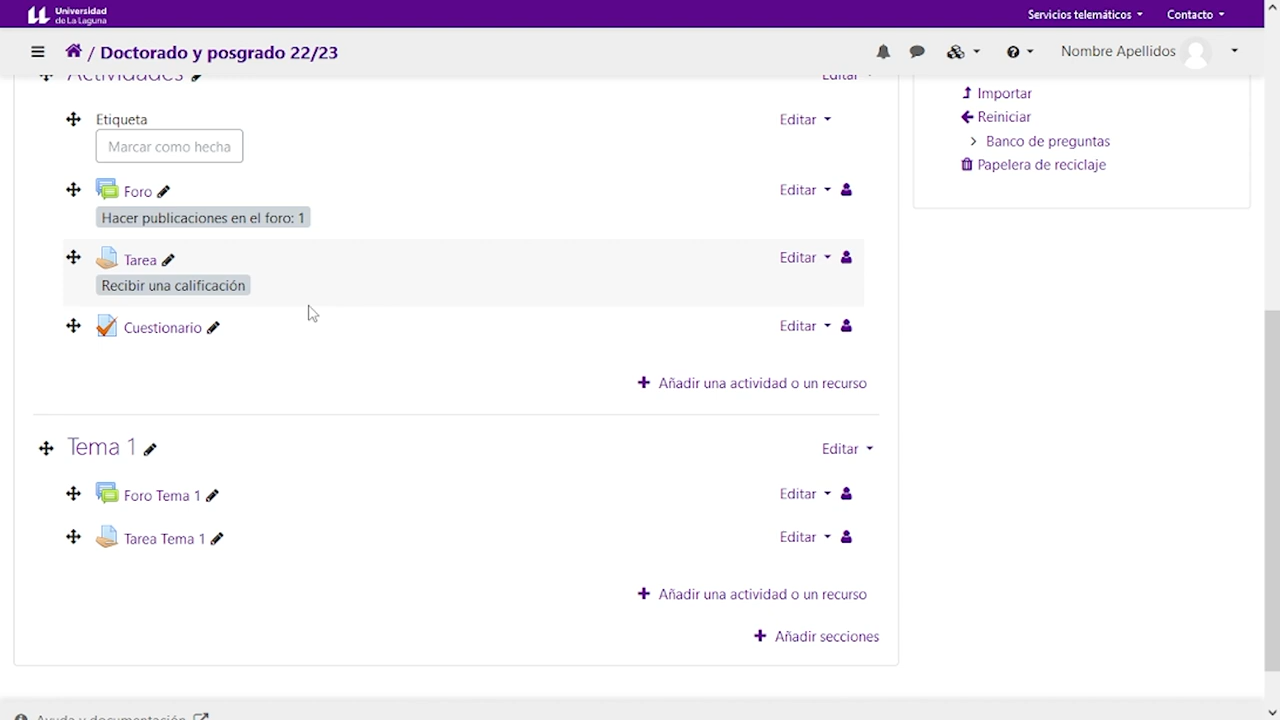 Universidad
de La Laguna
Servicios telemáticos
Contacto
/ Doctorado y posgrado 22/23
Nombre Apellidos
Actividades
Editar
Importar
Etiqueta
Editar
Reiniciar
Marcar como hecha
Banco de preguntas
Papelera de reciclaje
Foro
Editar
Hacer publicaciones en el foro: 1
Tarea
Editar
Recibir una calificación
Cuestionario
Editar
Añadir una actividad o un recurso
Tema 1
Editar
Foro Tema 1
Editar
Tarea Tema 1
Editar
Añadir una actividad o un recurso
Añadir secciones
Ayuda y documentación